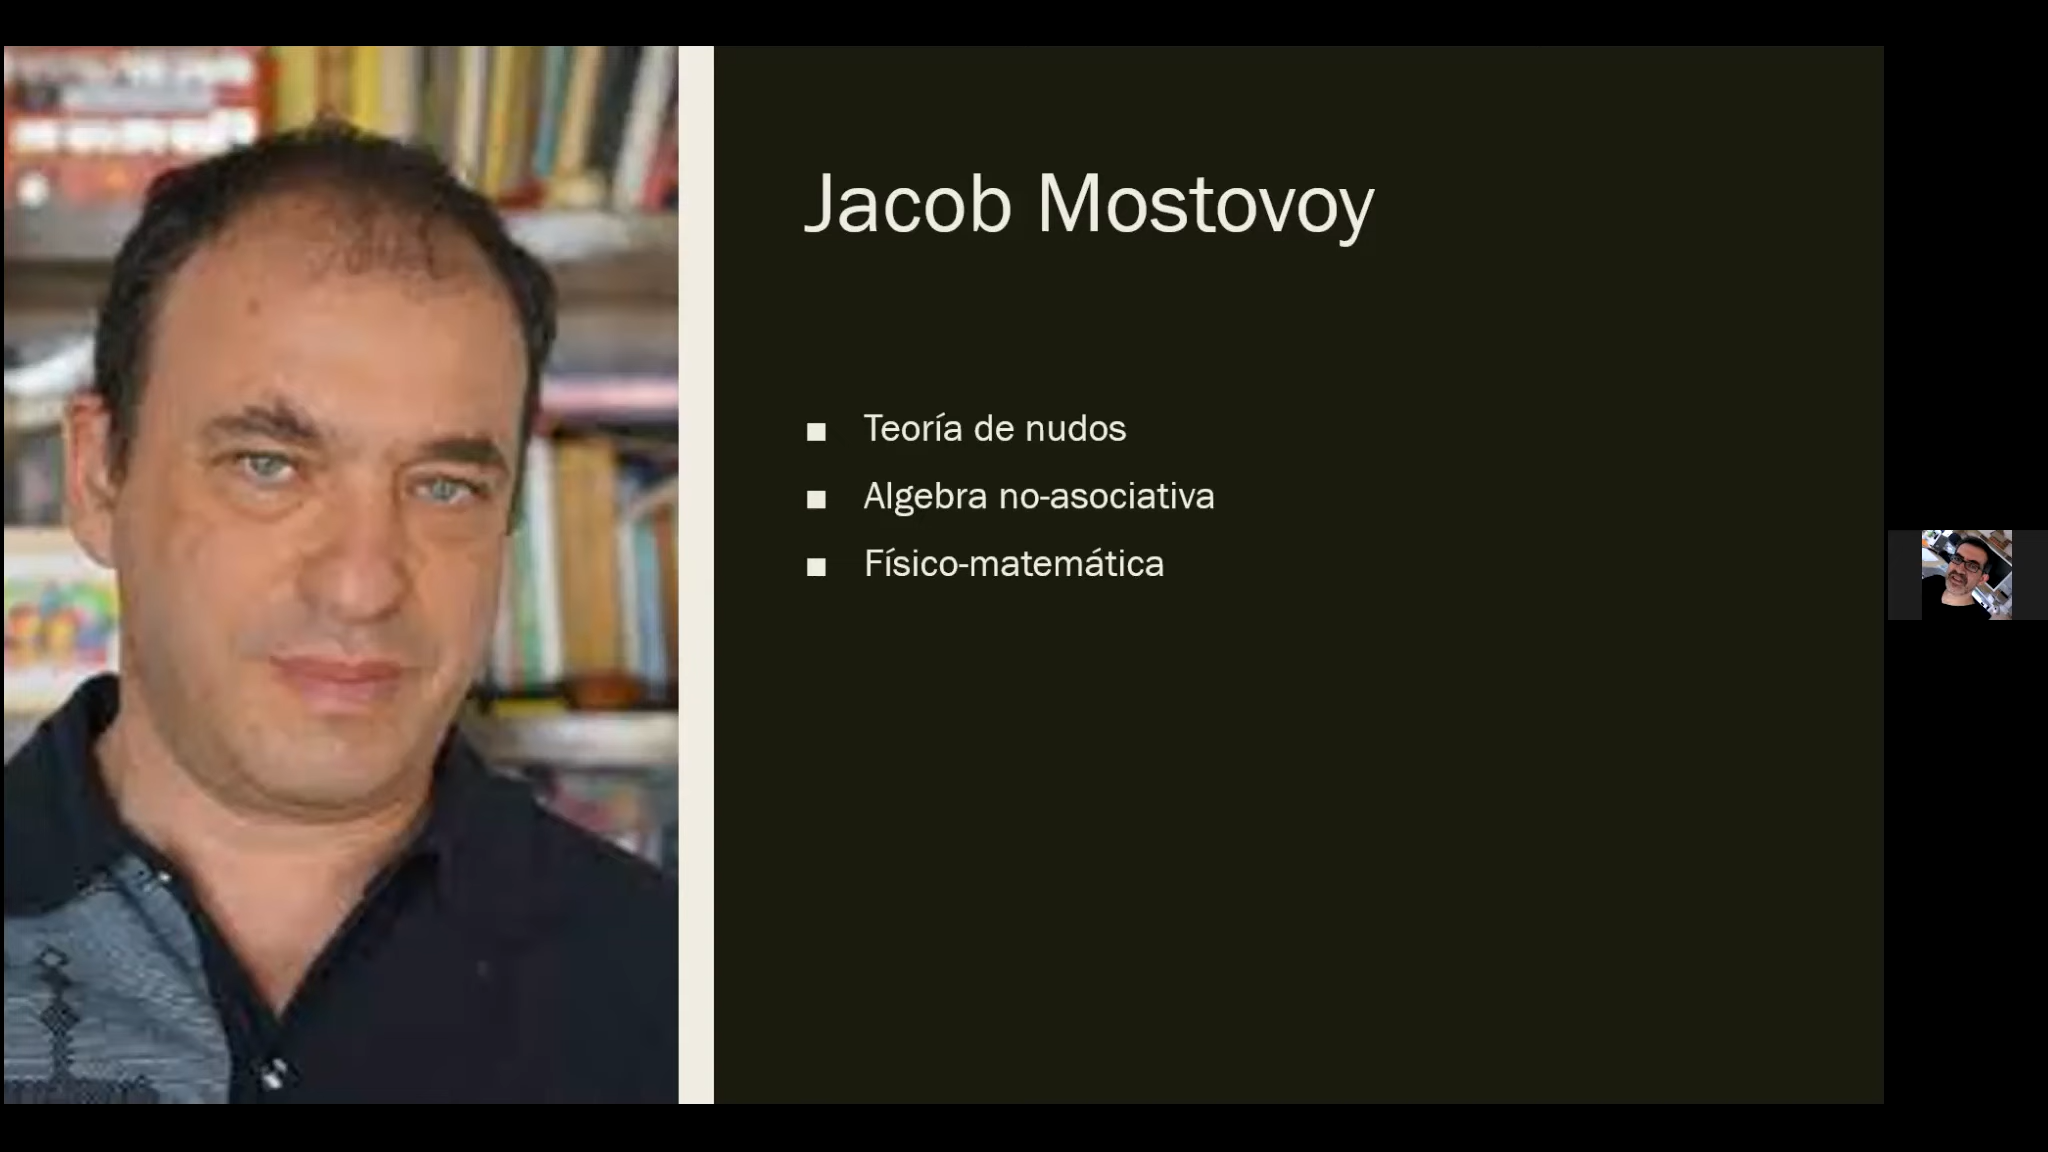 Jacob Mostovoy
Teoría de nudos
Algebra no-asociativa
Físico-matemática